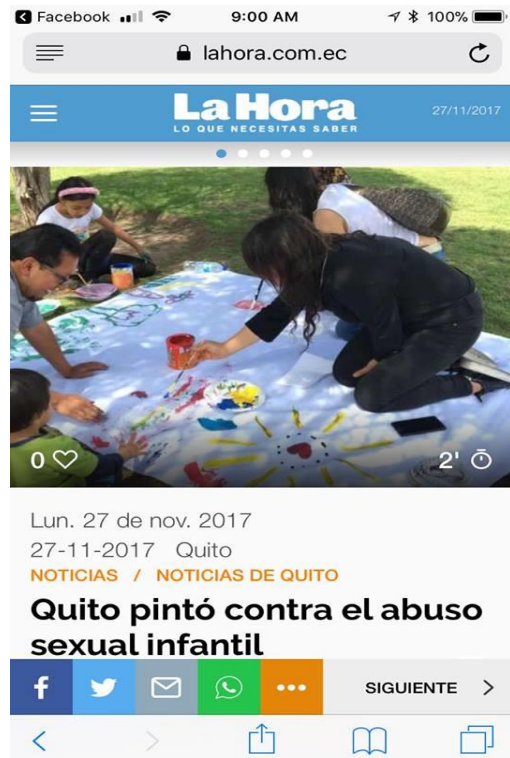 Facebook 9:00 AM 100%
lahora.com.ec
La Hora
LO QUE NECESITAS SABER
27/11/2017
0 2'
Lun. 27 de nov. 2017
27-11-2017 Quito
NOTICIAS / NOTICIAS DE QUITO
Quito pintó contra el abuso
sexual infantil
SIGUIENTE